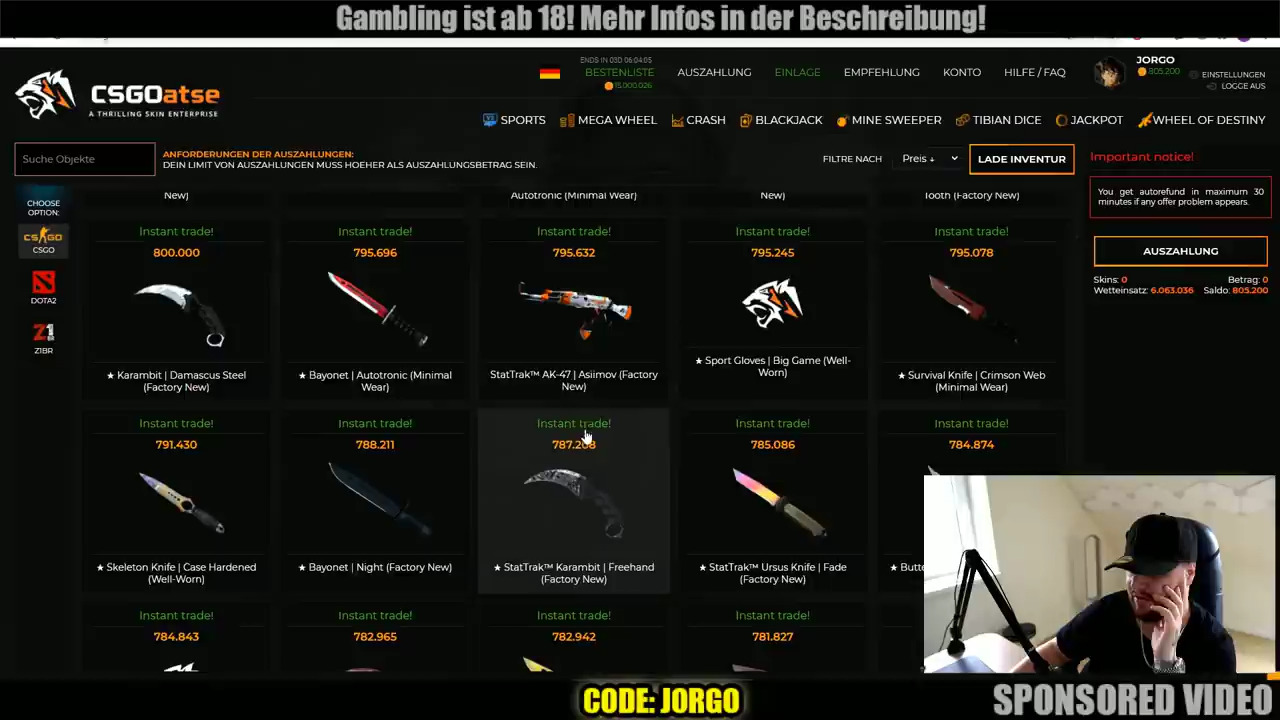 Gambling ist ab 18! Mehr Infos in der Beschreibung!
ENDS IN 03D 06:04:05
BESTENLISTE
15.000.026
AUSZAHLUNG
EINLAGE
EMPFEHLUNG
KONTO
HILFE / FAQ
JORGO
805.200
EINSTELLUNGEN
LOGGE AUS
CSGOatse
A THRILLING SKIN ENTERPRISE
SPORTS
MEGA WHEEL
CRASH
BLACKJACK
MINE SWEEPER
TIBIAN DICE
JACKPOT
WHEEL OF DESTINY
Suche Objekte
ANFORDERUNGEN DER AUSZAHLUNGEN:
DEIN LIMIT VON AUSZAHLUNGEN MUSS HOEHER ALS AUSZAHLUNGSBETRAG SEIN.
FILTRE NACH
Preis ↓
LADE INVENTUR
Important notice!
You get autorefund in maximum 30
minutes if any offer problem appears.
AUSZAHLUNG
Skins: 0
Betrag: 0
Wetteinsatz: 6.063.036
Saldo: 805.200
CHOOSE
OPTION:
CS GO
CSGO
DOTA2
Z1
Z1BR
New)
Autotronic (Minimal Wear)
New)
Tooth (Factory New)
Instant trade!
800.000
★ Karambit | Damascus Steel
(Factory New)
Instant trade!
795.696
★ Bayonet | Autotronic (Minimal
Wear)
Instant trade!
795.632
StatTrak™ AK-47 | Asiimov (Factory
New)
Instant trade!
795.245
★ Sport Gloves | Big Game (Well-
Worn)
Instant trade!
795.078
★ Survival Knife | Crimson Web
(Minimal Wear)
Instant trade!
791.430
★ Skeleton Knife | Case Hardened
(Well-Worn)
Instant trade!
788.211
★ Bayonet | Night (Factory New)
Instant trade!
787.208
★ StatTrak™ Karambit | Freehand
(Factory New)
Instant trade!
785.086
★ StatTrak™ Ursus Knife | Fade
(Factory New)
Instant trade!
784.874
★ Butte
Instant trade!
784.843
Instant trade!
782.965
Instant trade!
782.942
Instant trade!
781.827
CODE: JORGO
SPONSORED VIDEO